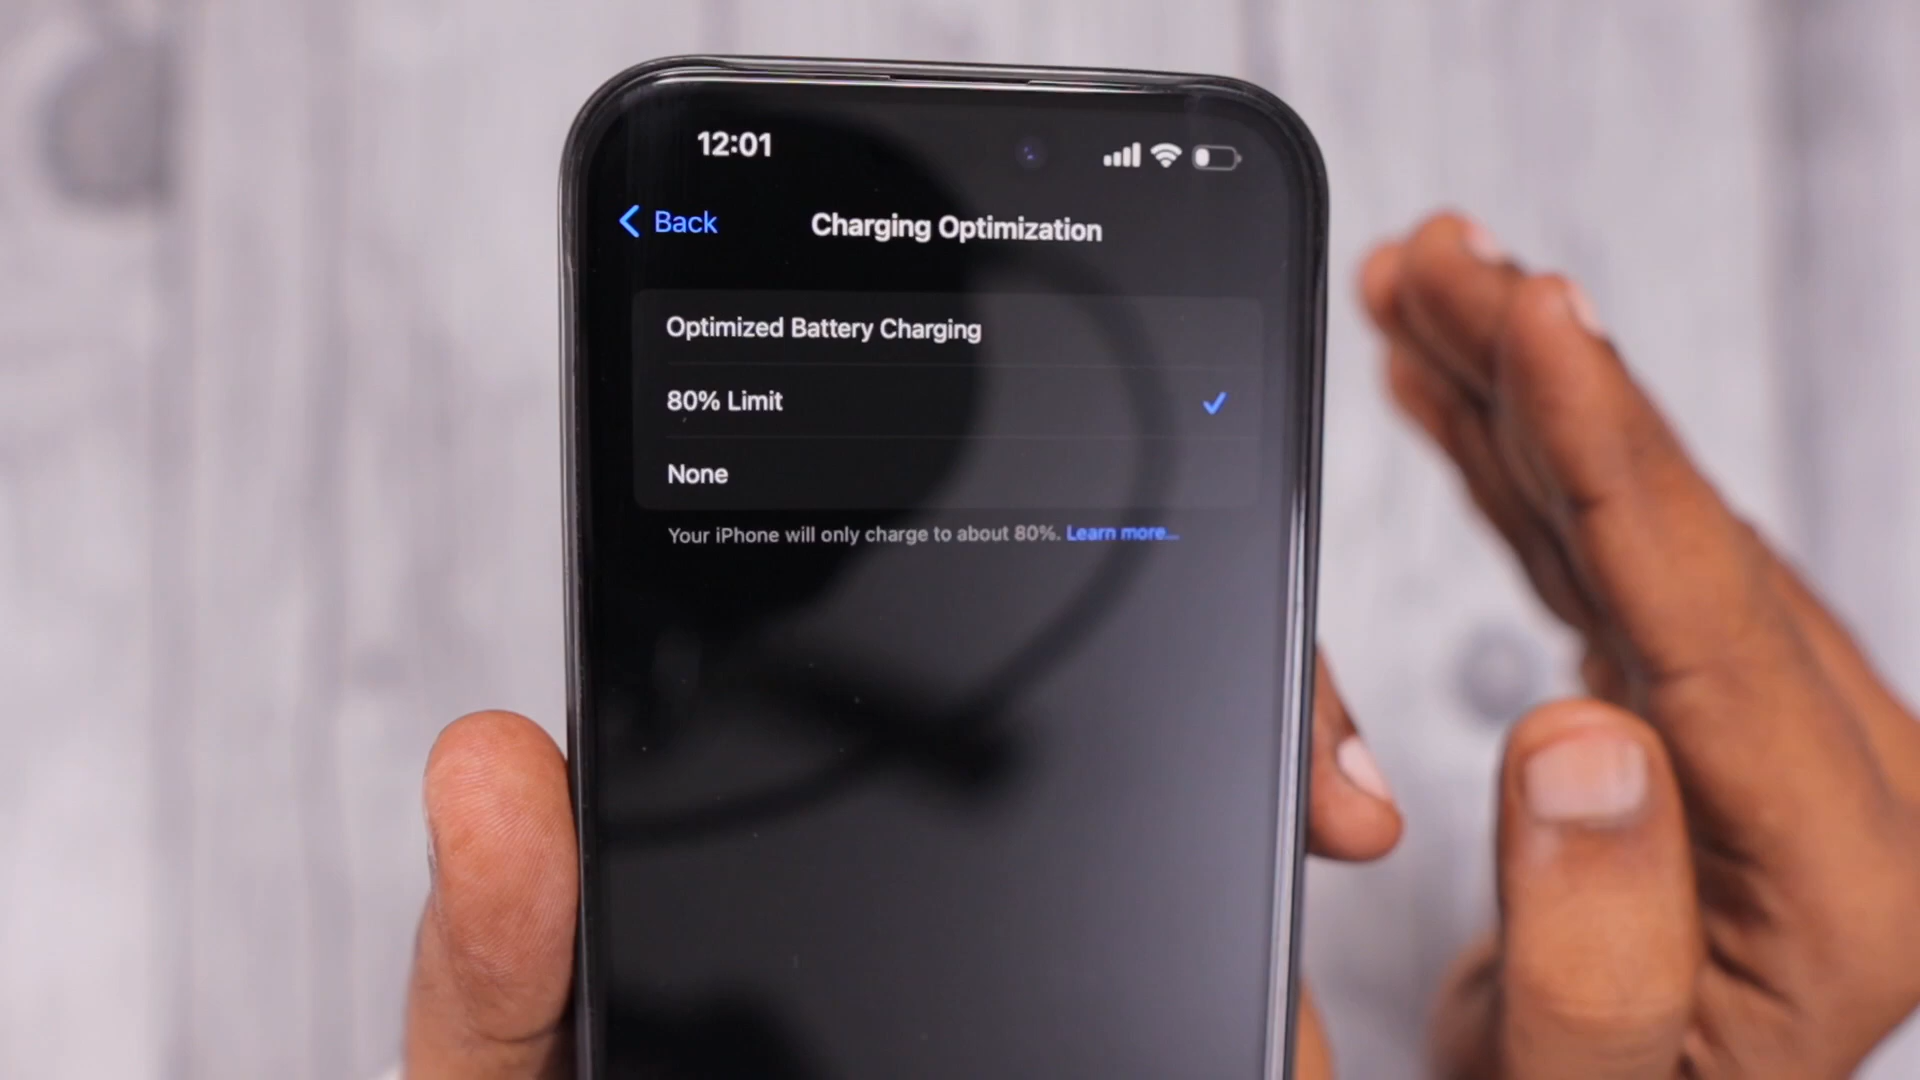 12:01
Back
Charging Optimization
Optimized Battery Charging
80% Limit
None
Your iPhone will only charge to about 80%. Learn more...